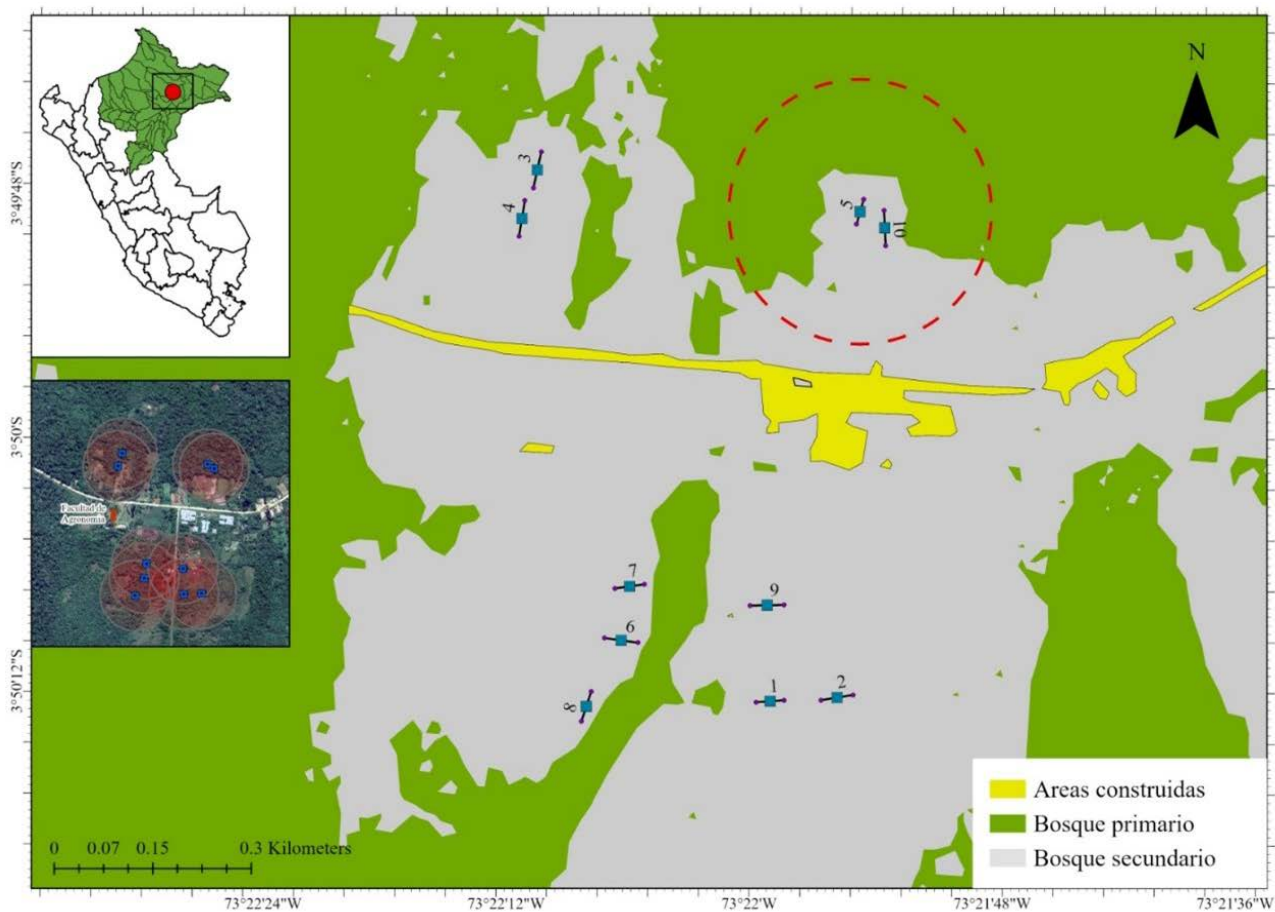 N
3°49'48"S
3°50'S
3°50'12"S
3
4
5
10
Facultad de
Agronomía
7
9
6
1
2
8
Areas construidas
Bosque primario
Bosque secundario
0 0.07 0.15 0.3 Kilometers
73°22'24"W 73°22'12"W 73°22'W 73°21'48"W 73°21'36"W